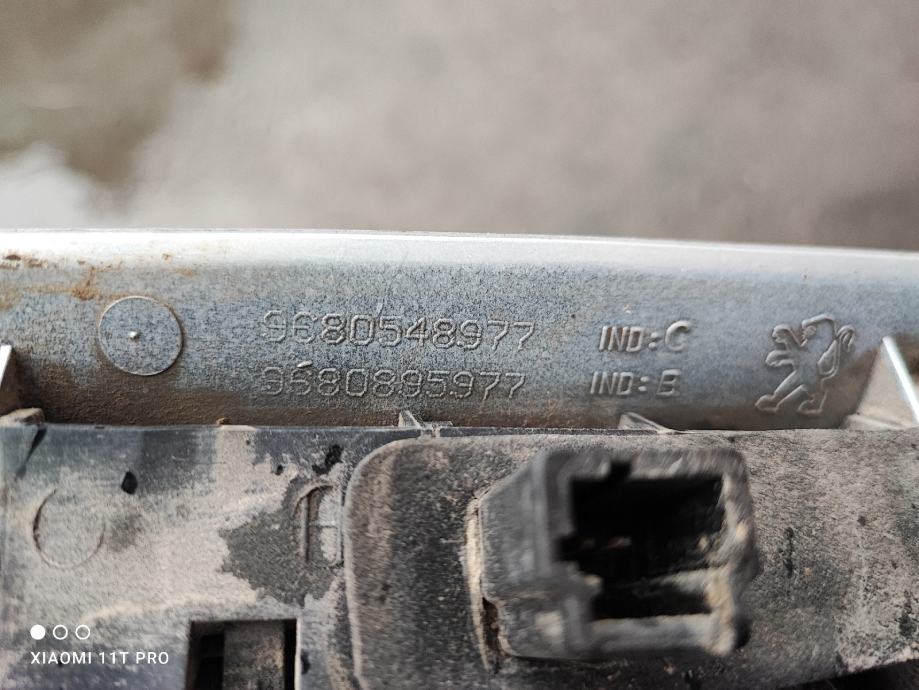 9680548977 IND:C
9680895977 IND:B
XIAOMI 11T PRO